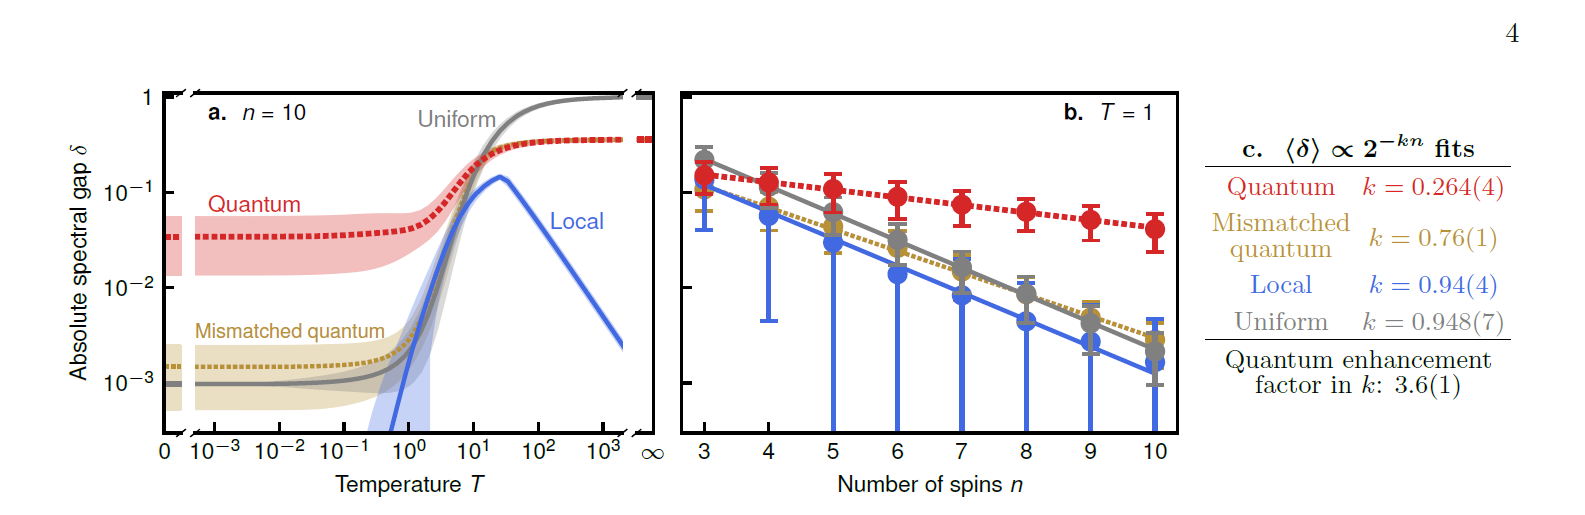 4
a. n = 10
Uniform
Quantum
Local
Mismatched quantum
Absolute spectral gap δ
1
10⁻¹
10⁻²
10⁻³
0 10⁻³ 10⁻² 10⁻¹ 10⁰ 10¹ 10² 10³ ∞
Temperature T
b. T = 1
3 4 5 6 7 8 9 10
Number of spins n
c. ⟨δ⟩ ∝ 2⁻ᵏⁿ fits
Quantum k = 0.264(4)
Mismatched
quantum k = 0.76(1)
Local k = 0.94(4)
Uniform k = 0.948(7)
Quantum enhancement
factor in k: 3.6(1)